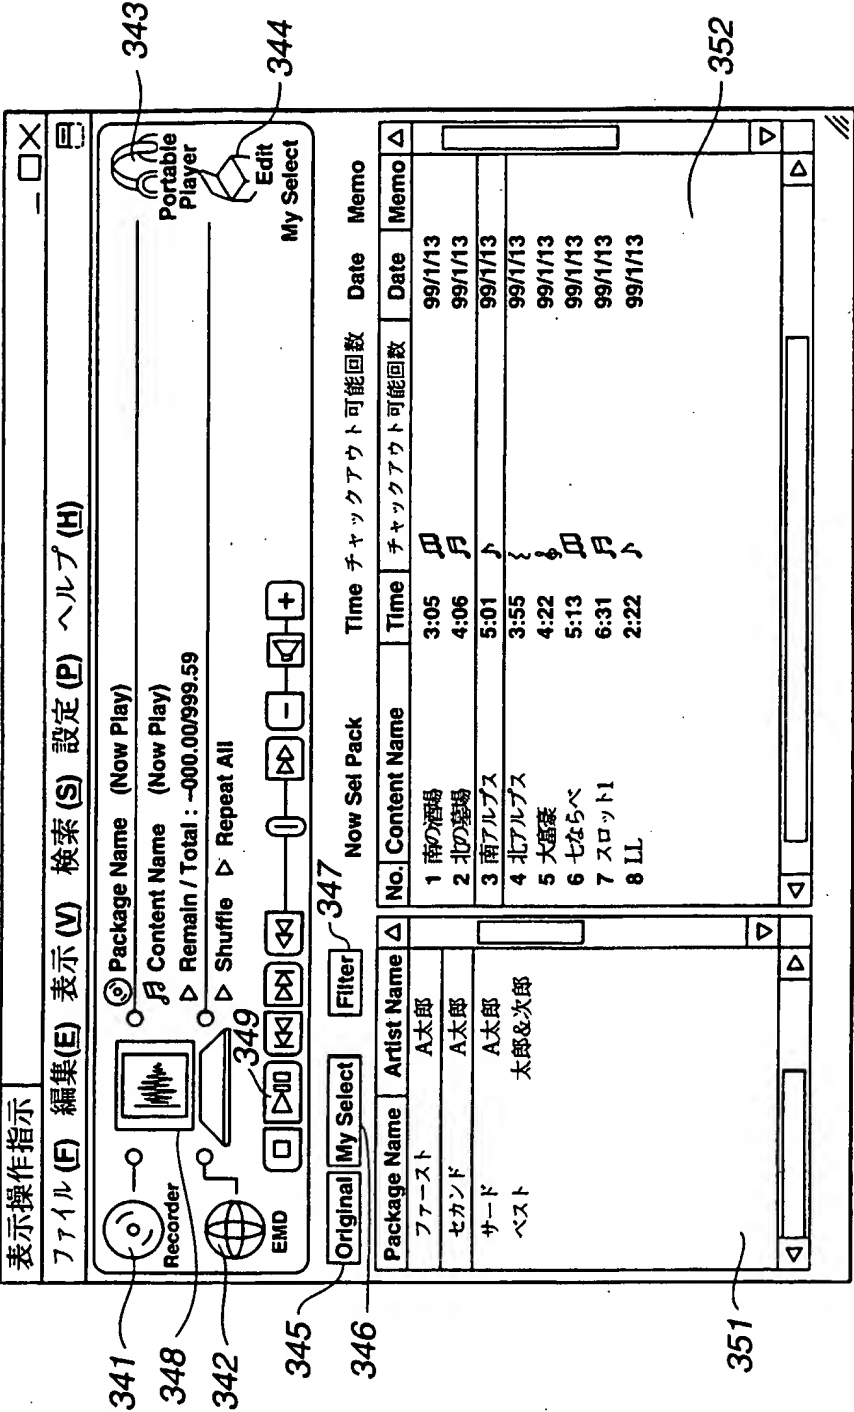 表示操作指示
ファイル(F) 編集(E) 表示(V) 検索(S) 設定(P) ヘルプ(H)
341
348
342
343
344
Recorder
EMD
Package Name (Now Play)
Content Name (Now Play)
Remain / Total : -000.00/999.59
Shuffle
Repeat All
Portable Player
Edit
My Select
349
345
346
347
Original
My Select
Filter
Now Sel Pack Time チャックアウト可能回数 Date Memo
Package Name Artist Name
ファースト A太郎
セカンド A太郎
サード A太郎
ベスト 太郎&次郎
351
No. Content Name Time チャックアウト可能回数 Date Memo
1 南の酒場 3:05 99/1/13
2 北の墓場 4:06 99/1/13
3 南アルプス 5:01 99/1/13
4 北アルプス 3:55 99/1/13
5 大富豪 4:22 99/1/13
6 七ならべ 5:13 99/1/13
7 スロット1 6:31 99/1/13
8 LL 2:22 99/1/13
352